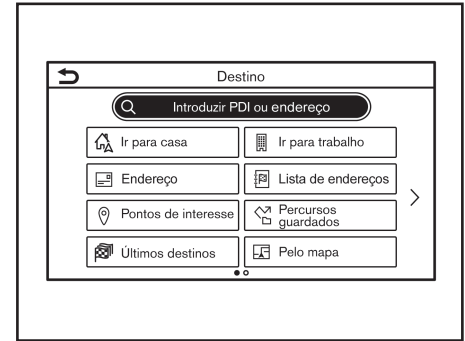 Destino
Introduzir PDI ou endereço
Ir para casa
Ir para trabalho
Endereço
Lista de endereços
Pontos de interesse
Percursos
guardados
Últimos destinos
Pelo mapa